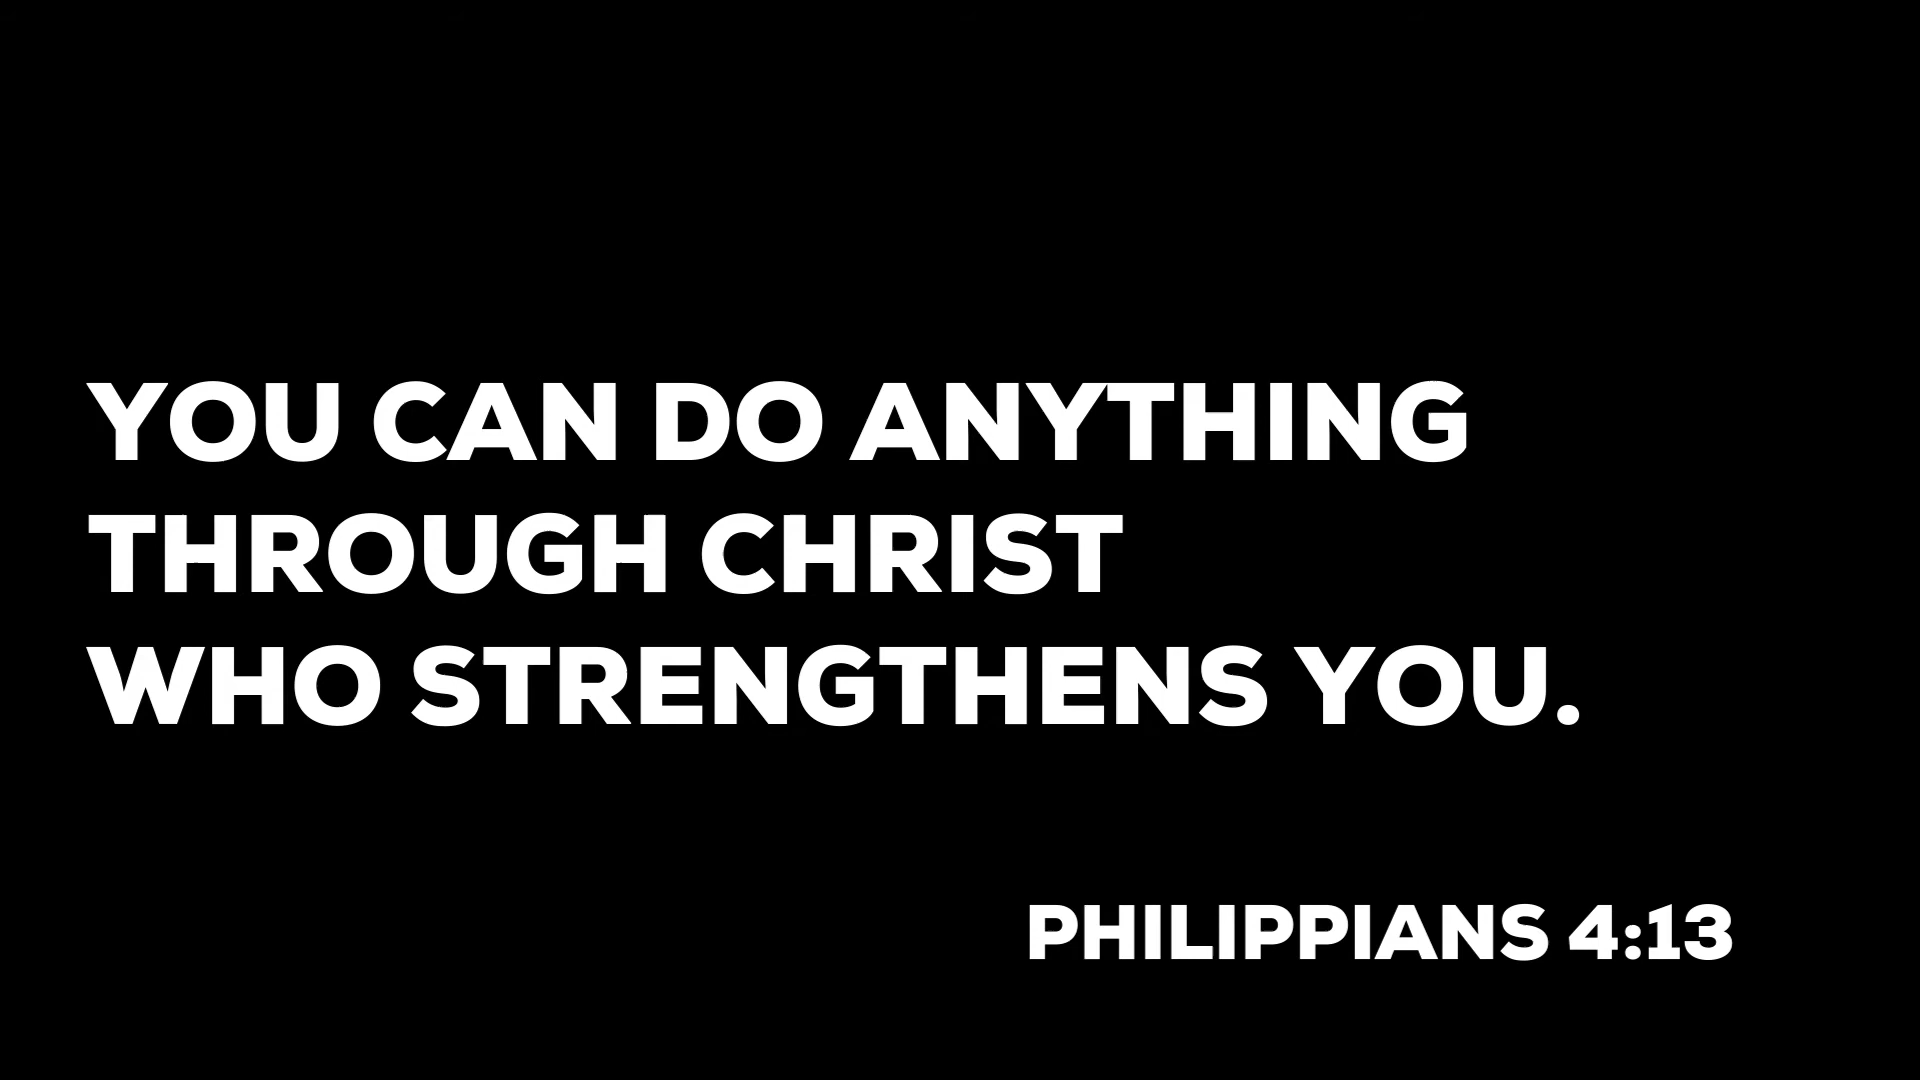 YOU CAN DO ANYTHING
THROUGH CHRIST
WHO STRENGTHENS YOU.
PHILIPPIANS 4:13